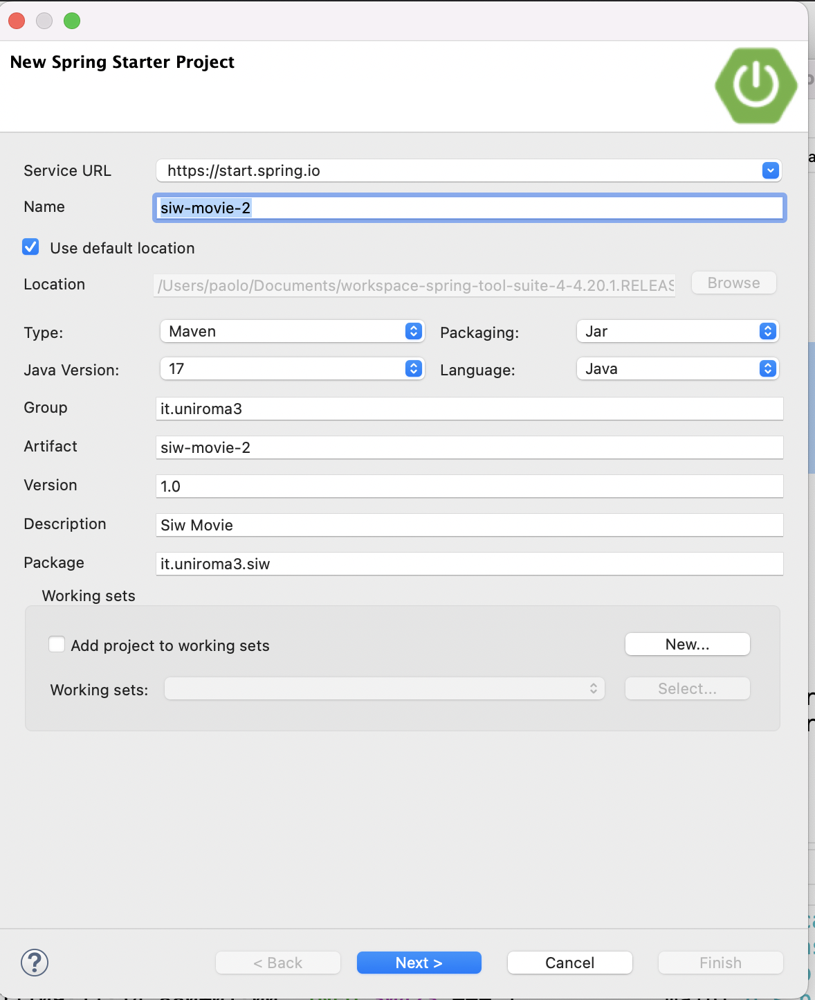 New Spring Starter Project
Service URL https://start.spring.io
Name siw-movie-2
Use default location
Location /Users/paolo/Documents/workspace-spring-tool-suite-4-4.20.1.RELEAS Browse
Type: Maven Packaging: Jar
Java Version: 17 Language: Java
Group it.uniroma3
Artifact siw-movie-2
Version 1.0
Description Siw Movie
Package it.uniroma3.siw
Working sets
Add project to working sets New...
Working sets: Select...
? < Back Next > Cancel Finish